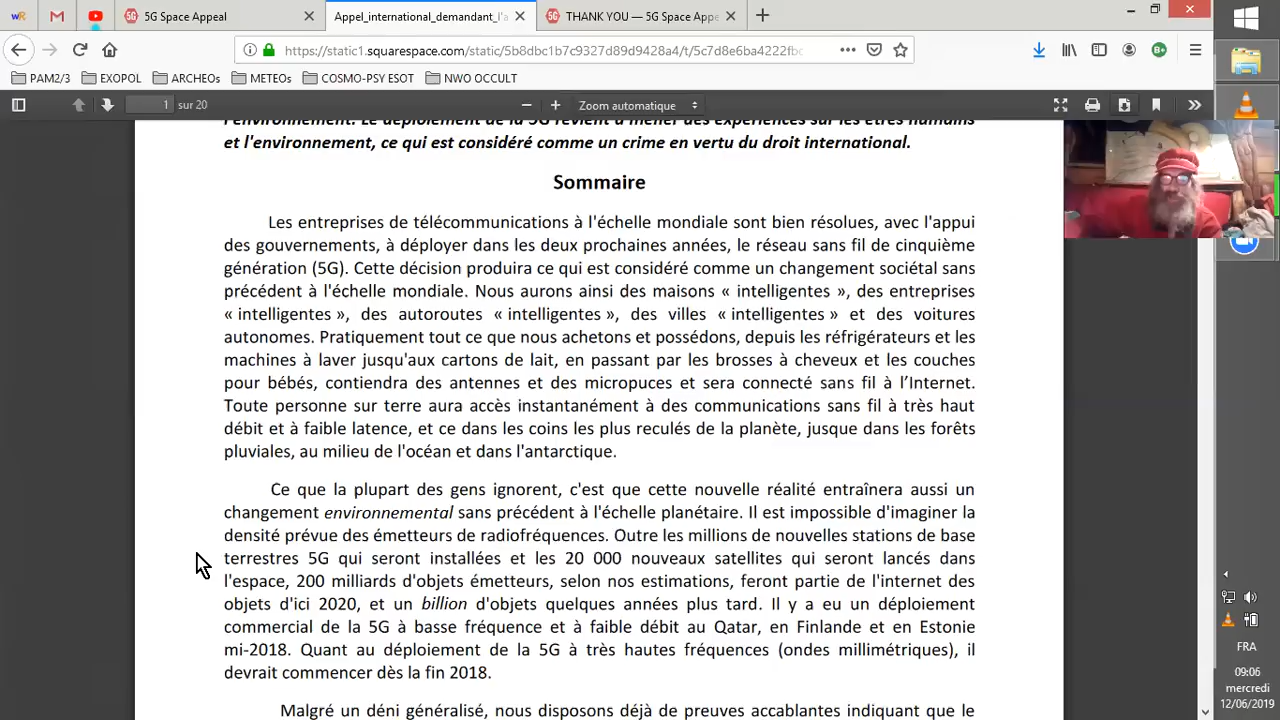 5G Space Appeal
Appel_international_demandant_l'a
THANK YOU — 5G Space Appe
https://static1.squarespace.com/static/5b8dbc1b7c9327d89d9428a4/t/5c7d8e6ba4222fbc
PAM2/3 EXOPOL ARCHEOs METEOs COSMO-PSY ESOT NWO OCCULT
1 sur 20 Zoom automatique
l'environnement. Le déploiement de la 5G revient à mener des expériences sur les êtres humains
et l'environnement, ce qui est considéré comme un crime en vertu du droit international.
Sommaire
Les entreprises de télécommunications à l'échelle mondiale sont bien résolues, avec l'appui
des gouvernements, à déployer dans les deux prochaines années, le réseau sans fil de cinquième
génération (5G). Cette décision produira ce qui est considéré comme un changement sociétal sans
précédent à l'échelle mondiale. Nous aurons ainsi des maisons « intelligentes », des entreprises
« intelligentes », des autoroutes « intelligentes », des villes « intelligentes » et des voitures
autonomes. Pratiquement tout ce que nous achetons et possédons, depuis les réfrigérateurs et les
machines à laver jusqu'aux cartons de lait, en passant par les brosses à cheveux et les couches
pour bébés, contiendra des antennes et des micropuces et sera connecté sans fil à l’Internet.
Toute personne sur terre aura accès instantanément à des communications sans fil à très haut
débit et à faible latence, et ce dans les coins les plus reculés de la planète, jusque dans les forêts
pluviales, au milieu de l'océan et dans l'antarctique.
Ce que la plupart des gens ignorent, c'est que cette nouvelle réalité entraînera aussi un
changement environnemental sans précédent à l'échelle planétaire. Il est impossible d'imaginer la
densité prévue des émetteurs de radiofréquences. Outre les millions de nouvelles stations de base
terrestres 5G qui seront installées et les 20 000 nouveaux satellites qui seront lancés dans
l'espace, 200 milliards d'objets émetteurs, selon nos estimations, feront partie de l'internet des
objets d'ici 2020, et un billion d'objets quelques années plus tard. Il y a eu un déploiement
commercial de la 5G à basse fréquence et à faible débit au Qatar, en Finlande et en Estonie
mi-2018. Quant au déploiement de la 5G à très hautes fréquences (ondes millimétriques), il
devrait commencer dès la fin 2018.
Malgré un déni généralisé, nous disposons déjà de preuves accablantes indiquant que le
FRA
09:06
mercredi
12/06/2019